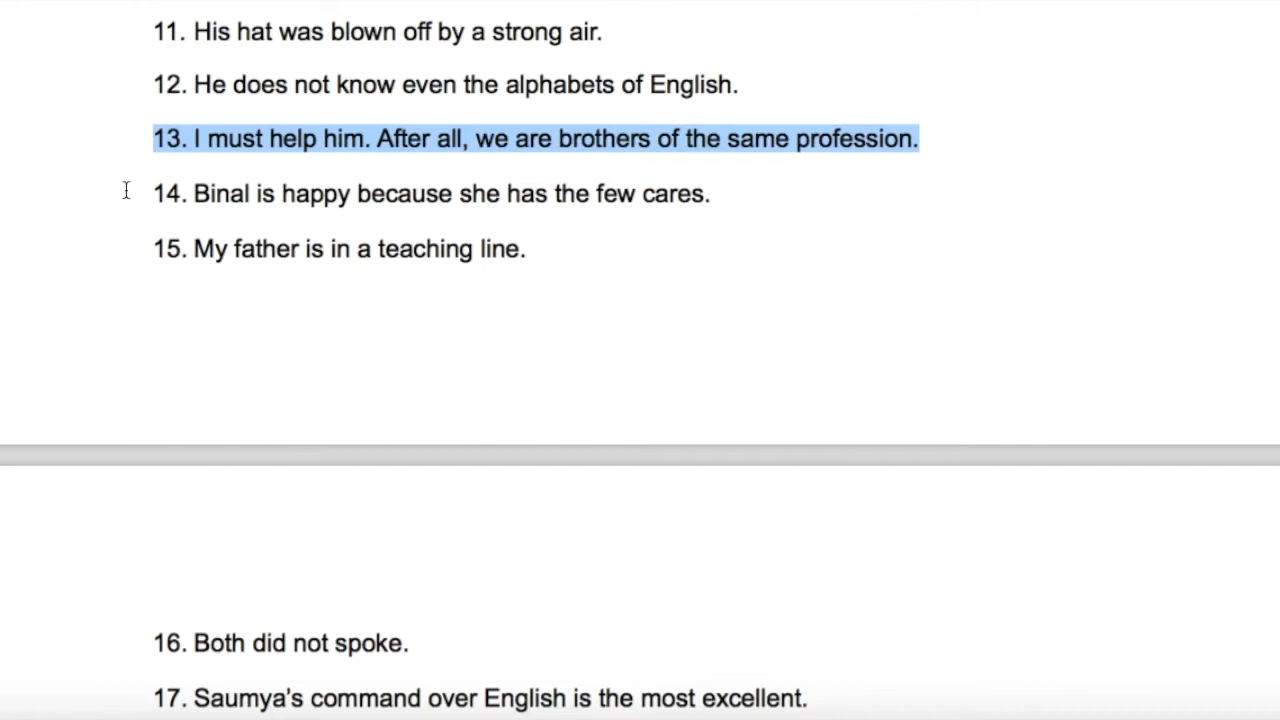 11. His hat was blown off by a strong air.
12. He does not know even the alphabets of English.
13. I must help him. After all, we are brothers of the same profession.
14. Binal is happy because she has the few cares.
15. My father is in a teaching line.
16. Both did not spoke.
17. Saumya’s command over English is the most excellent.